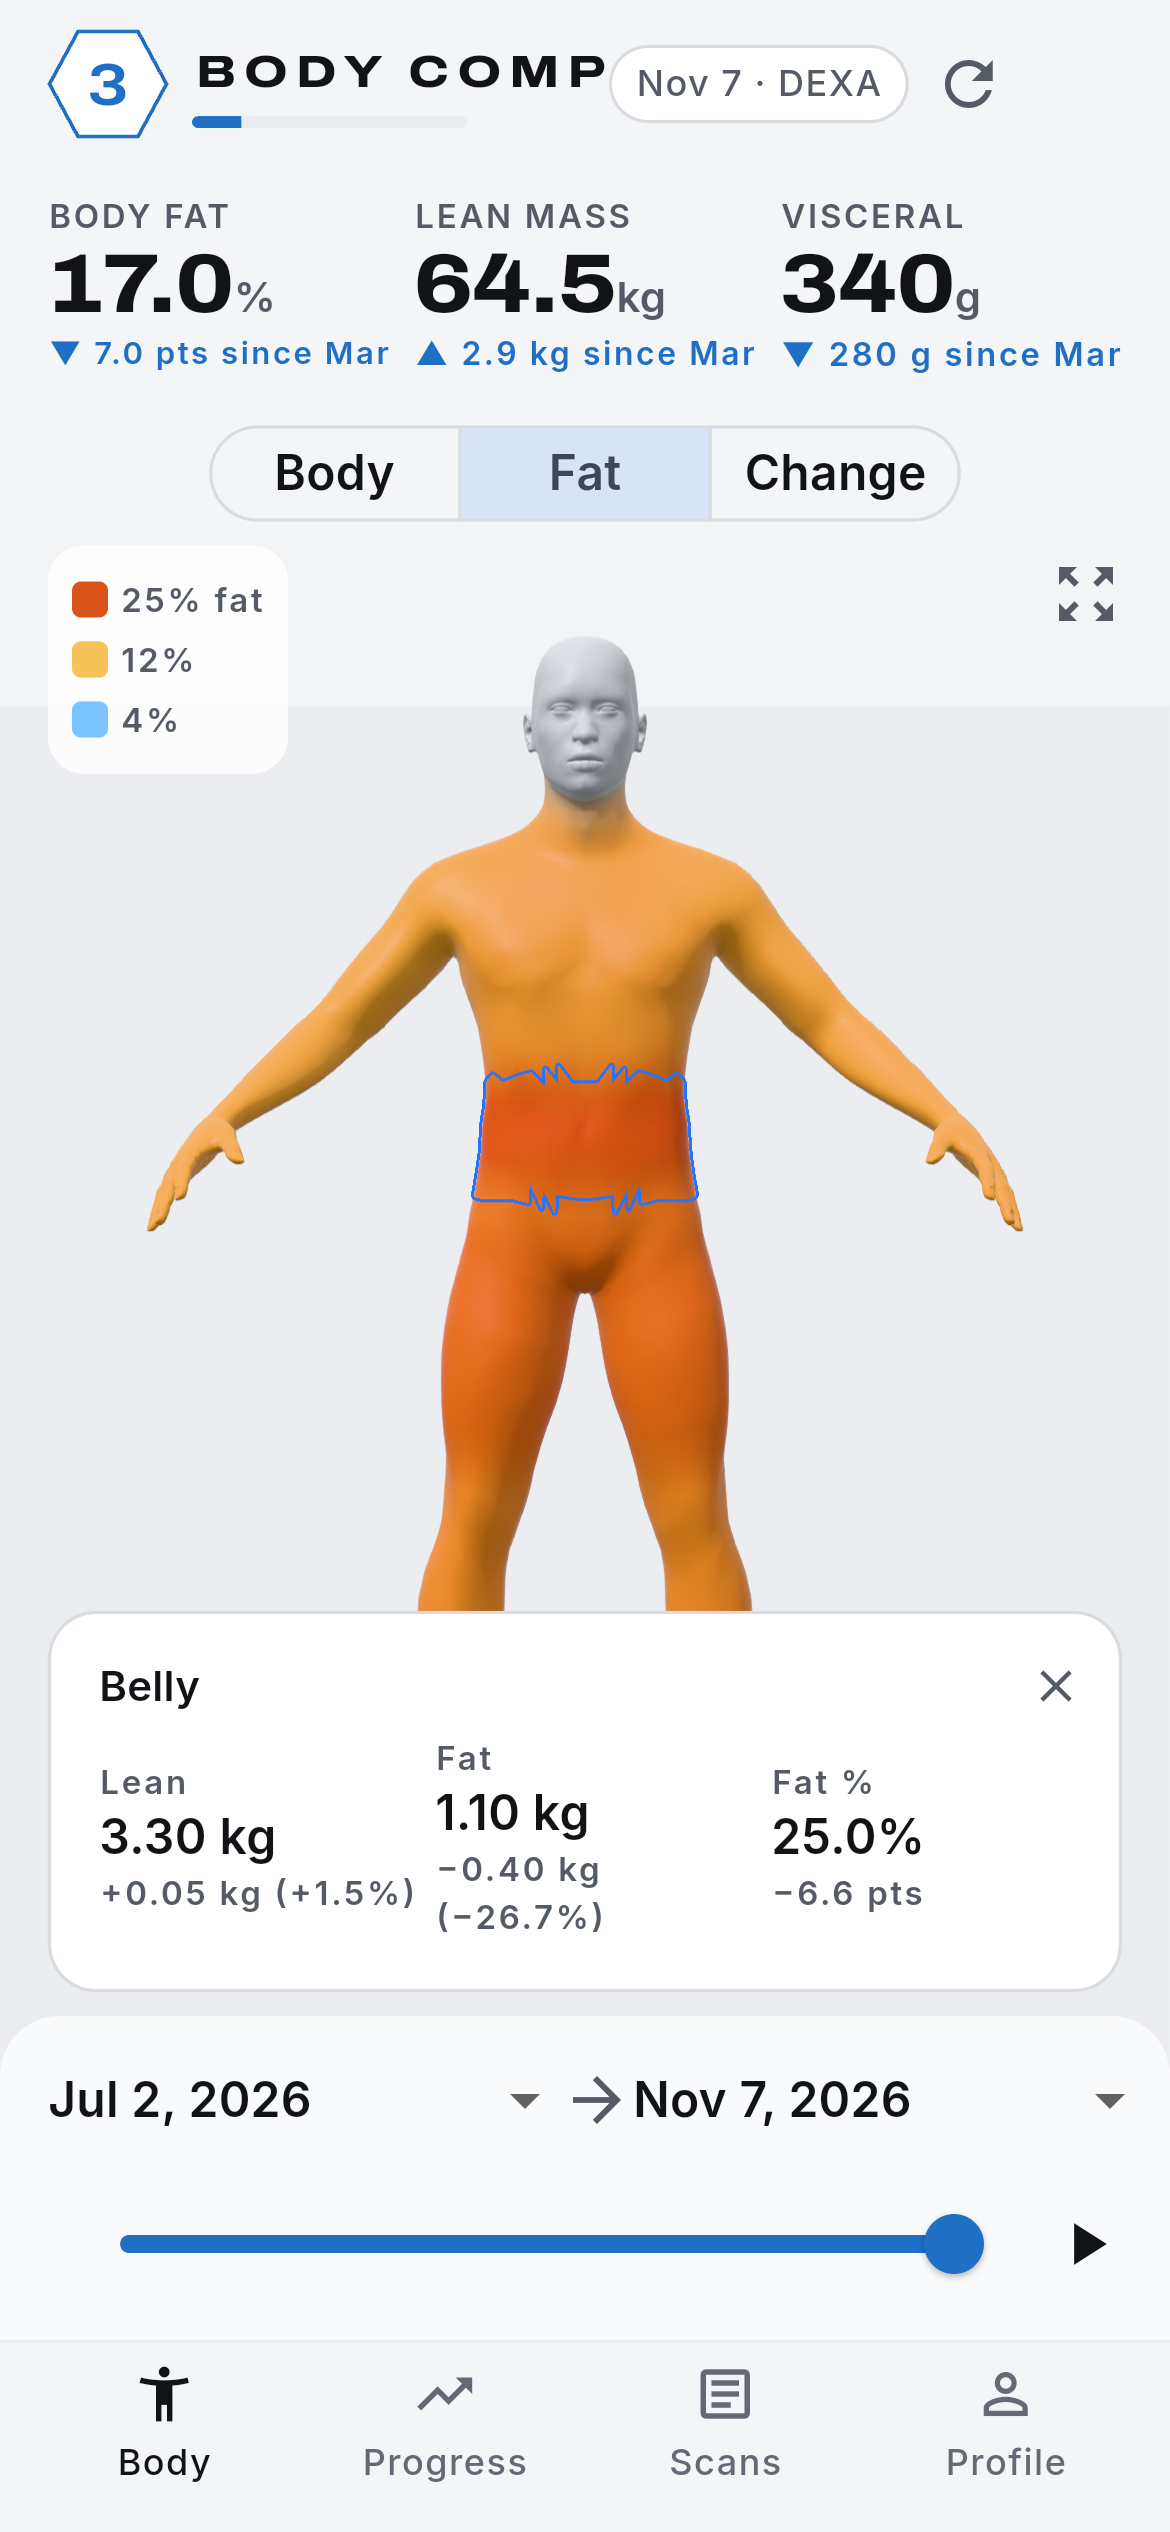 3
BODY COMP
Nov 7 · DEXA
BODY FAT
17.0%
▼ 7.0 pts since Mar
LEAN MASS
64.5kg
▲ 2.9 kg since Mar
VISCERAL
340g
▼ 280 g since Mar
Body
Fat
Change
25% fat
12%
4%
Belly
Lean
3.30 kg
+0.05 kg (+1.5%)
Fat
1.10 kg
−0.40 kg
(−26.7%)
Fat %
25.0%
−6.6 pts
Jul 2, 2026
Nov 7, 2026
Body
Progress
Scans
Profile